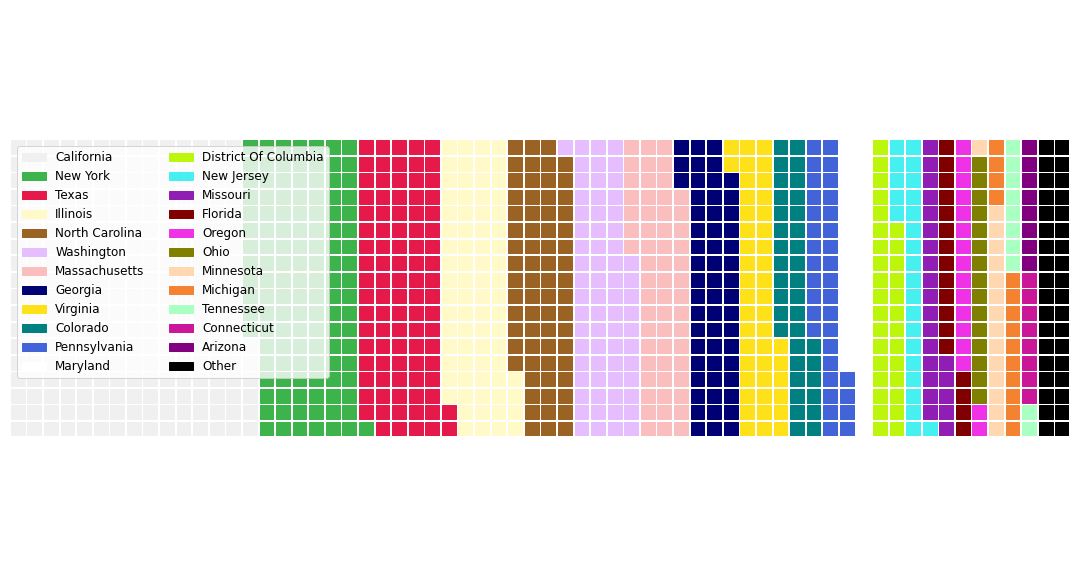 California
New York
Texas
Illinois
North Carolina
Washington
Massachusetts
Georgia
Virginia
Colorado
Pennsylvania
Maryland
District Of Columbia
New Jersey
Missouri
Florida
Oregon
Ohio
Minnesota
Michigan
Tennessee
Connecticut
Arizona
Other